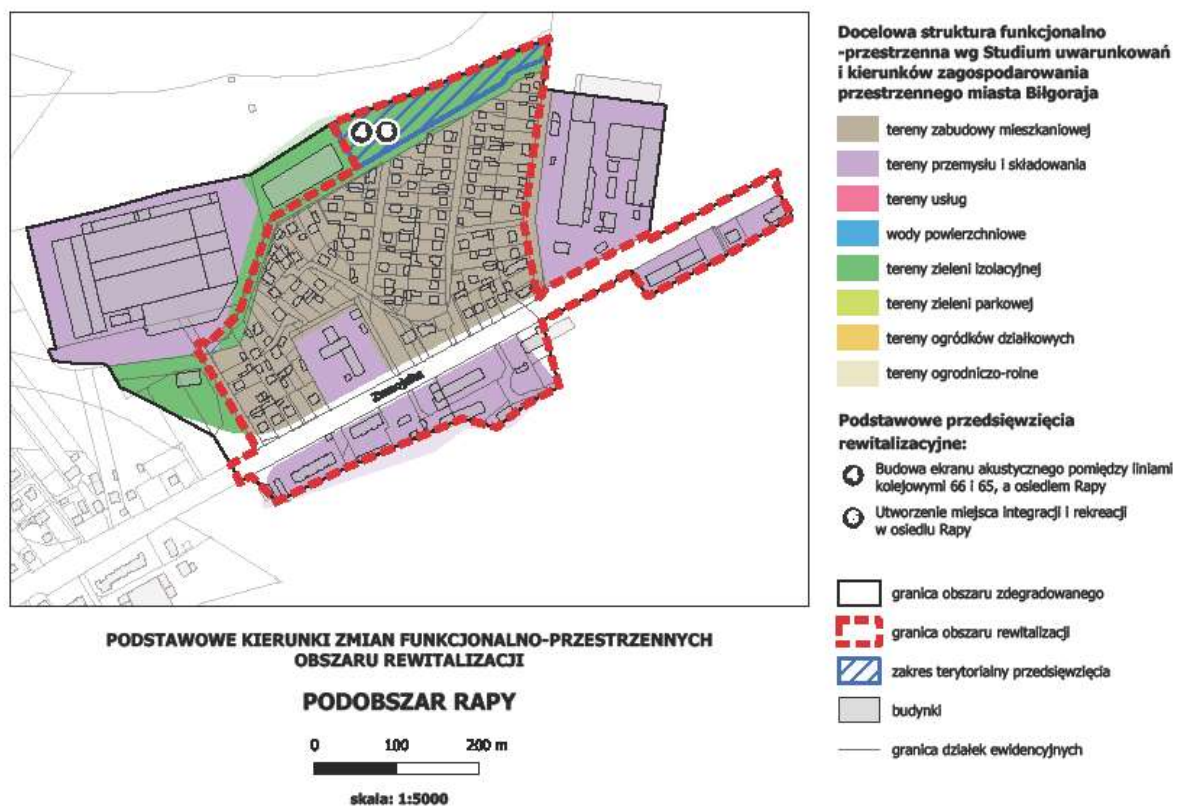 Docelowa struktura funkcjonalno
-przestrzenna wg Studium uwarunkowań
i kierunków zagospodarowania
przestrzennego miasta Biłgoraja
tereny zabudowy mieszkaniowej
tereny przemysłu i składowania
tereny usług
wody powierzchniowe
tereny zieleni izolacyjnej
tereny zieleni parkowej
tereny ogródków działkowych
tereny ogrodniczo-rolne
Podstawowe przedsięwzięcia
rewitalizacyjne:
Budowa ekranu akustycznego pomiędzy liniami
kolejowymi 66 i 65, a osiedlem Rapy
Utworzenie miejsca integracji i rekreacji
w osiedlu Rapy
granica obszaru zdegradowanego
granica obszaru rewitalizacji
zakres terytorialny przedsięwzięcia
budynki
granica działek ewidencyjnych
PODSTAWOWE KIERUNKI ZMIAN FUNKCJONALNO-PRZESTRZENNYCH
OBSZARU REWITALIZACJI
PODOBSZAR RAPY
0 100 200 m
skala: 1:5000